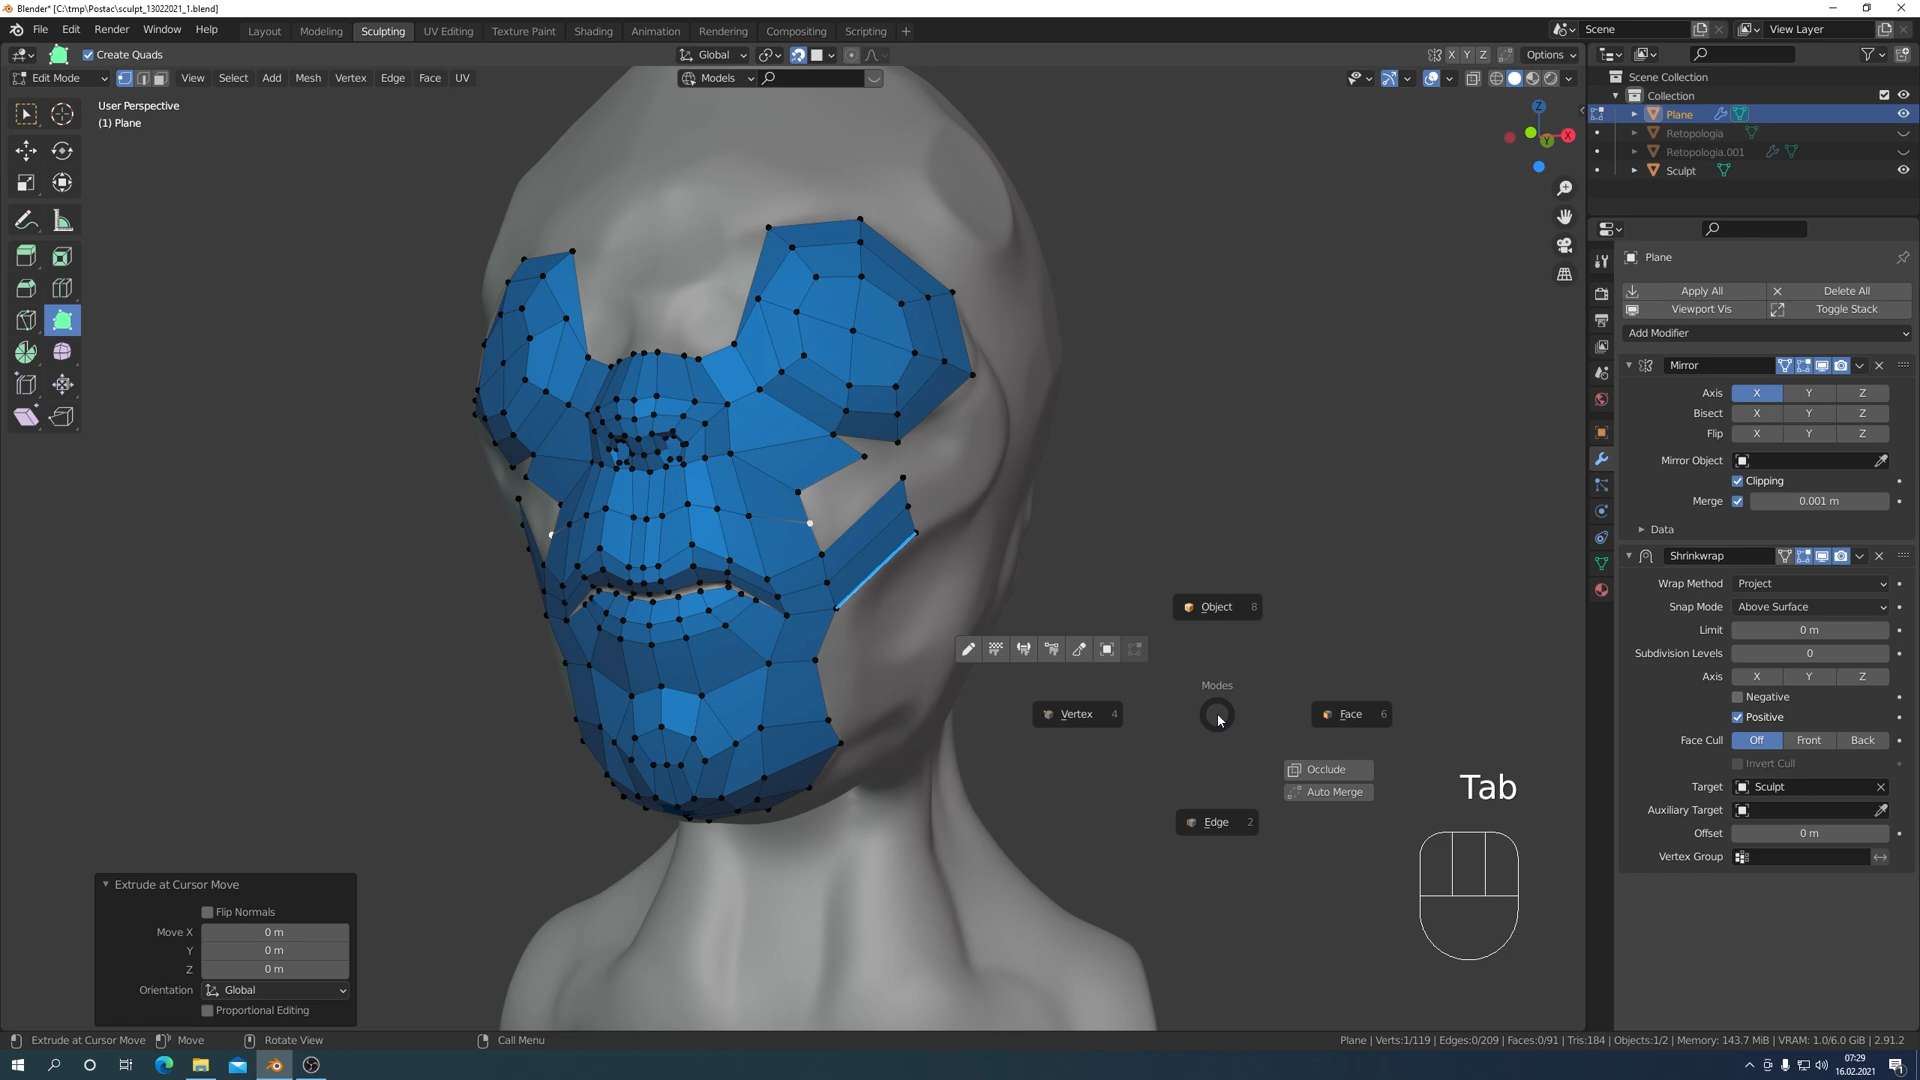 Blender* [C:\tmp\Postac\sculpt_13022021_1.blend]
File Edit Render Window Help Layout Modeling Sculpting UV Editing Texture Paint Shading Animation Rendering Compositing Scripting + Scene View Layer
Create Quads Global X Y Z Options
Edit Mode View Select Add Mesh Vertex Edge Face UV Models
User Perspective
(1) Plane
Z
X
Y
Scene Collection
Collection
Plane
Retopologia
Retopologia.001
Sculpt
Plane
Apply All Delete All
Viewport Vis Toggle Stack
Add Modifier
Mirror
Axis X Y Z
Bisect X Y Z
Flip X Y Z
Mirror Object
Clipping
Merge 0.001 m
Data
Shrinkwrap
Wrap Method Project
Snap Mode Above Surface
Limit 0 m
Subdivision Levels 0
Axis X Y Z
Negative
Positive
Face Cull Off Front Back
Invert Cull
Target Sculpt
Auxiliary Target
Offset 0 m
Vertex Group
Object 8
Modes
Vertex 4
Face 6
Occlude
Auto Merge
Edge 2
Tab
Extrude at Cursor Move
Flip Normals
Move X 0 m
Y 0 m
Z 0 m
Orientation Global
Proportional Editing
Extrude at Cursor Move Move Rotate View Call Menu Plane | Verts:1/119 | Edges:0/209 | Faces:0/91 | Tris:184 | Objects:1/2 | Memory: 143.7 MiB | VRAM: 1.0/6.0 GiB | 2.91.2
07:29
16.02.2021